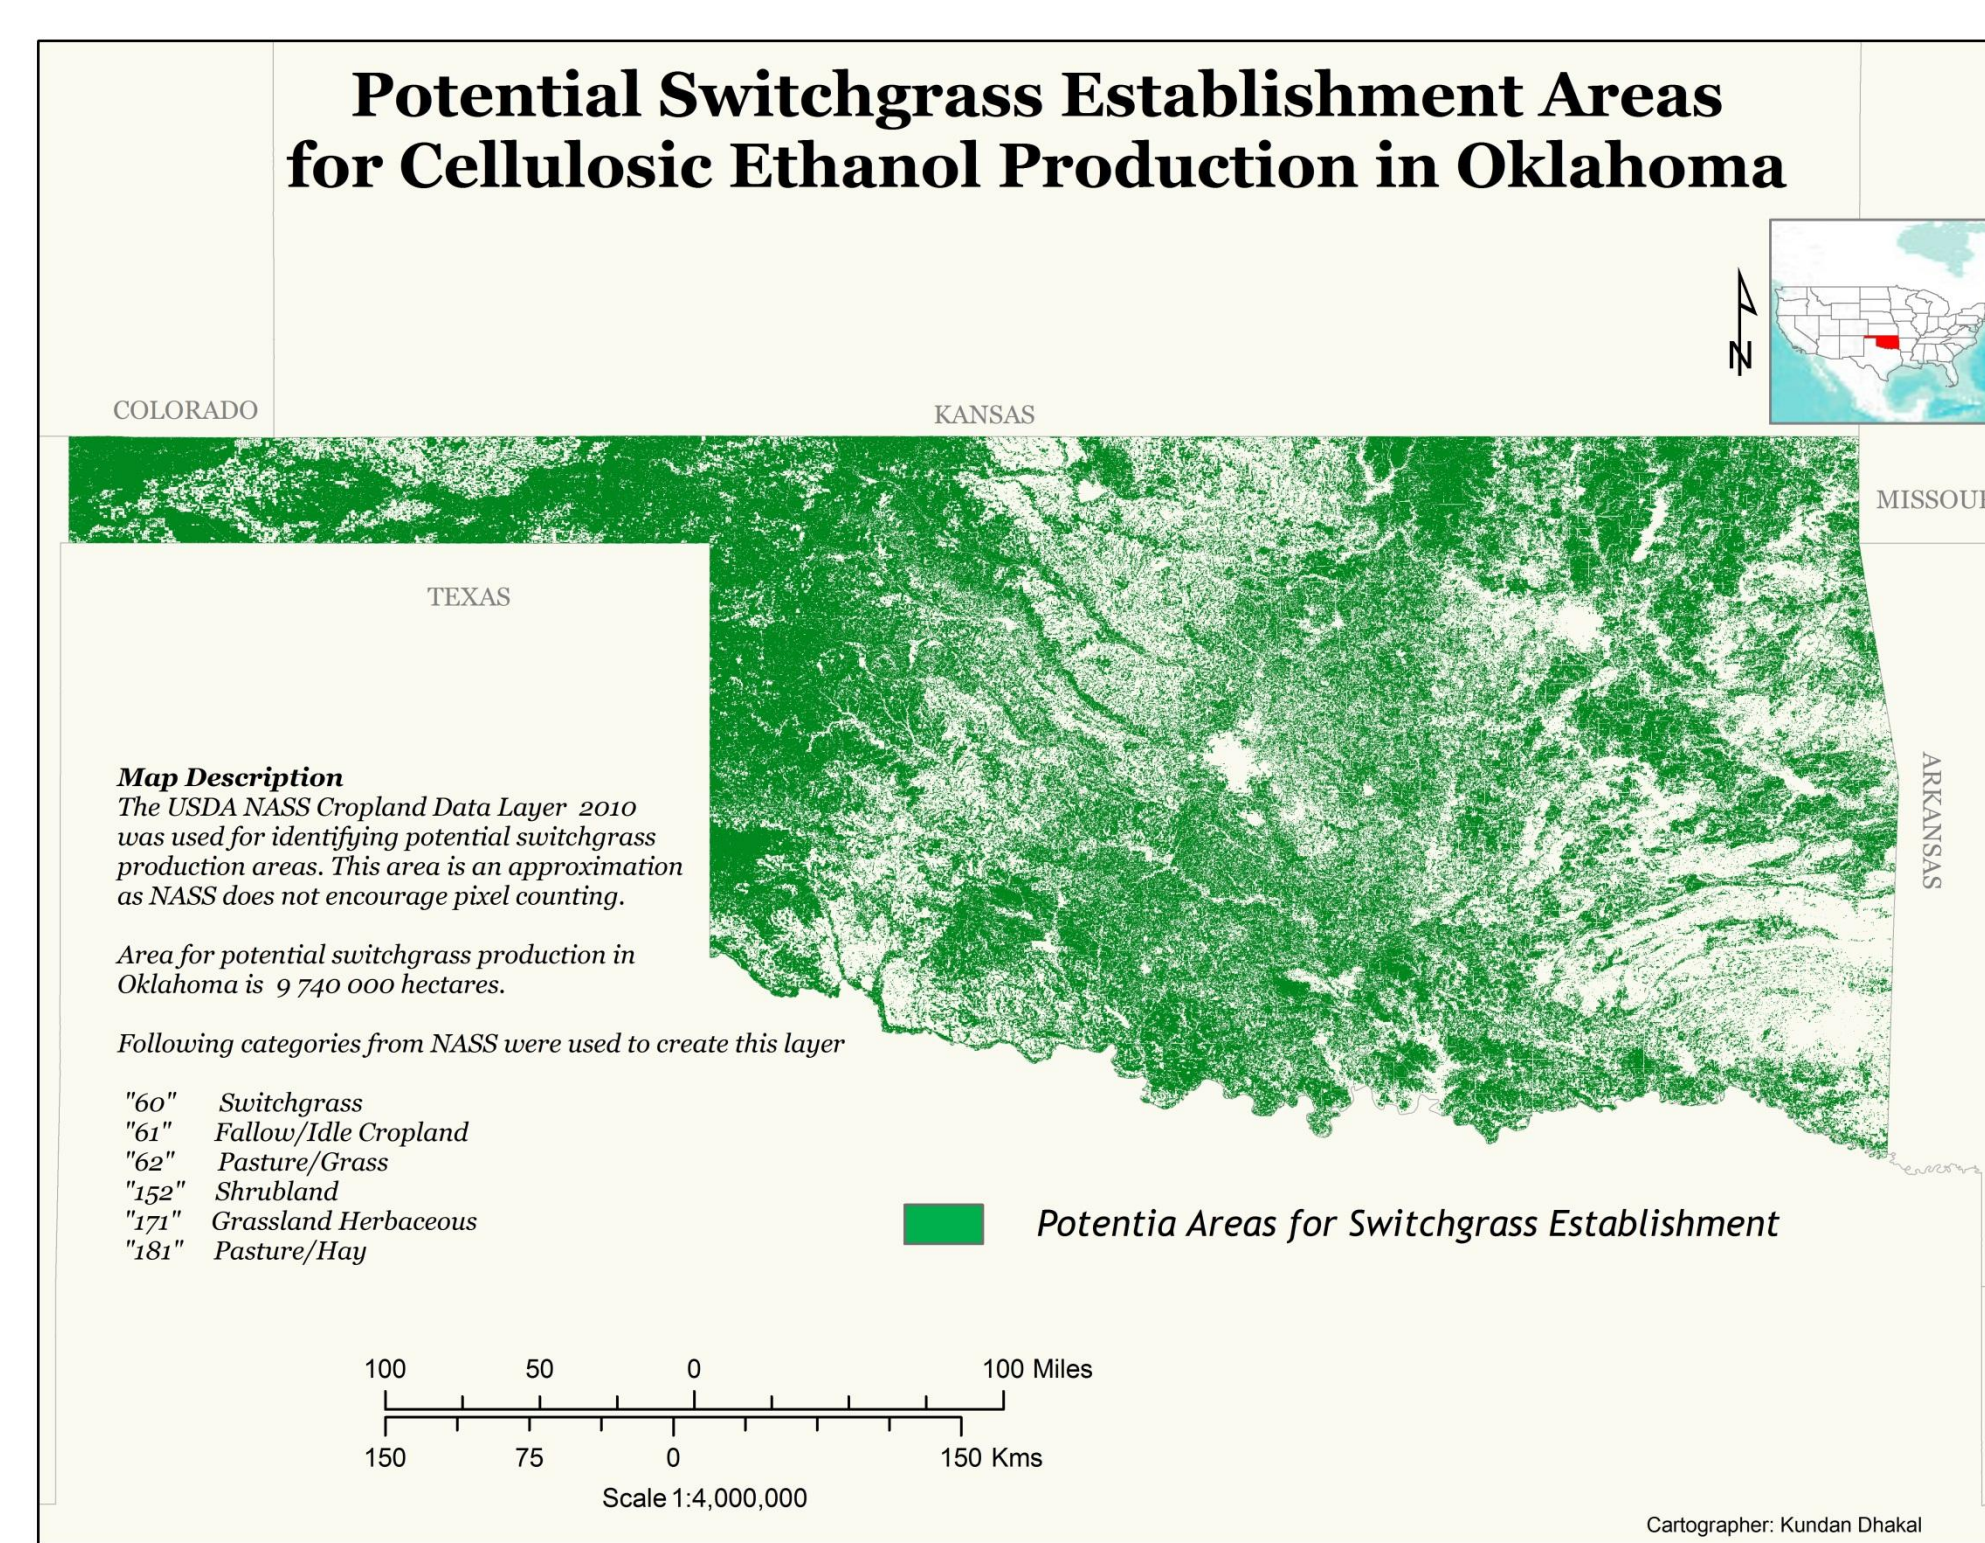 Potential Switchgrass Establishment Areas
for Cellulosic Ethanol Production in Oklahoma
N
COLORADO
KANSAS
MISSOU
TEXAS
ARKANSAS
Map Description
The USDA NASS Cropland Data Layer 2010
was used for identifying potential switchgrass
production areas. This area is an approximation
as NASS does not encourage pixel counting.
Area for potential switchgrass production in
Oklahoma is 9 740 000 hectares.
Following categories from NASS were used to create this layer
"60" Switchgrass
"61" Fallow/Idle Cropland
"62" Pasture/Grass
"152" Shrubland
"171" Grassland Herbaceous
"181" Pasture/Hay
Potentia Areas for Switchgrass Establishment
100 50 0 100 Miles
150 75 0 150 Kms
Scale 1:4,000,000
Cartographer: Kundan Dhakal